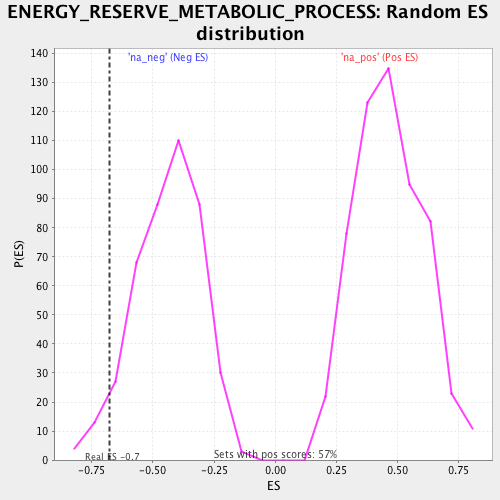 ENERGY_RESERVE_METABOLIC_PROCESS: Random ES
distribution
'na_neg' (Neg ES)
'na_pos' (Pos ES)
140
130
120
110
100
90
80
70
60
50
40
30
20
10
0
P(ES)
Real ES -0.7
Sets with pos scores: 57%
-0.75 -0.50 -0.25 0.00 0.25 0.50 0.75
ES